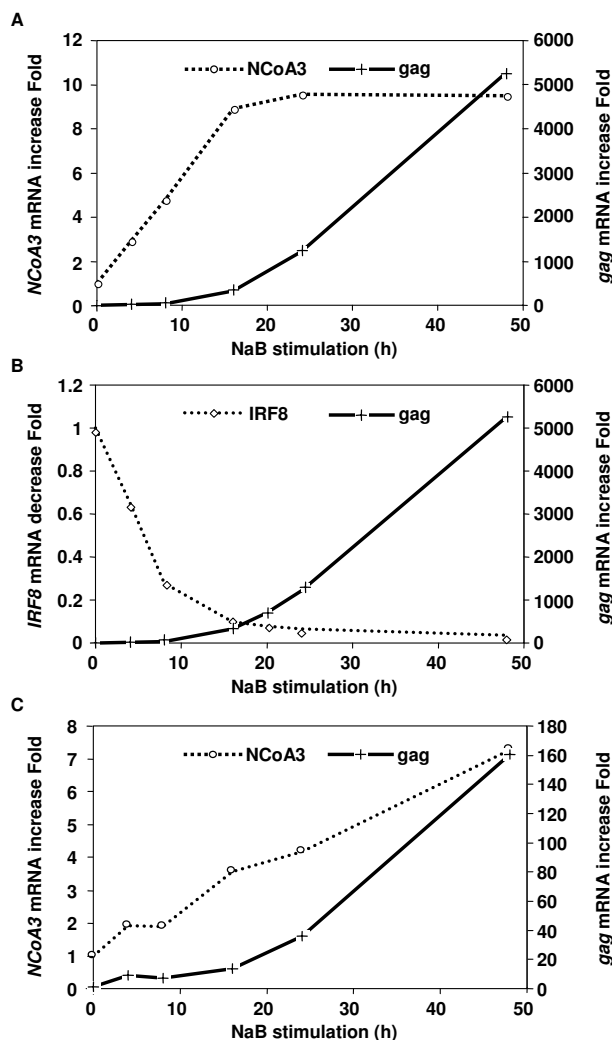 A
12 6000
NCoA3 gag
10 5000
8 4000
6 3000
4 2000
2 1000
0 0
0 10 20 30 40 50
NaB stimulation (h)
NCoA3 mRNA increase Fold
gag mRNA increase Fold
B
1.2 6000
IRF8 gag
1 5000
0.8 4000
0.6 3000
0.4 2000
0.2 1000
0 0
0 10 20 30 40 50
NaB stimulation (h)
IRF8 mRNA decrease Fold
gag mRNA increase Fold
C
8 180
7 160
NCoA3 gag
6 140
5 120
4 100
3 80
2 60
1 40
0 20
0
0 10 20 30 40 50
NaB stimulation (h)
NCoA3 mRNA increase Fold
gag mRNA increase Fold